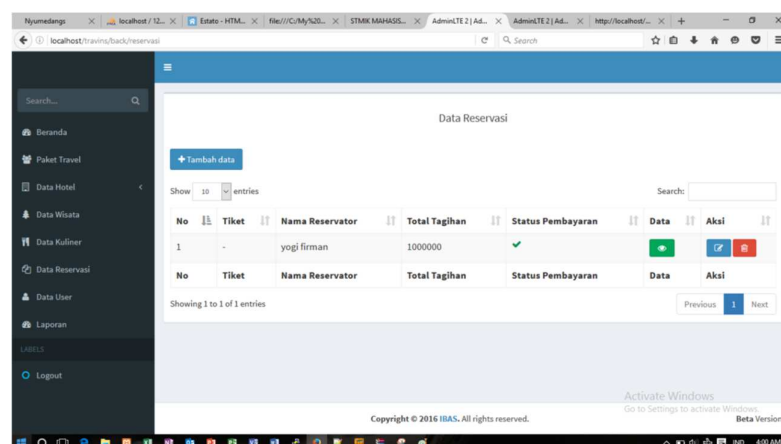 Nyumedangs
localhost / 12...
Estato - HTM...
file:///C:/My%20...
STMIK MAHASIS...
AdminLTE 2 | Ad...
AdminLTE 2 | Ad...
http://localhost/...
localhost/travins/back/reservasi
Search
Search...
Beranda
Paket Travel
Data Hotel
Data Wisata
Data Kuliner
Data Reservasi
Data User
Laporan
LABELS
Logout
Data Reservasi
+Tambah data
Show 10 entries
Search:
No Tiket Nama Reservator Total Tagihan Status Pembayaran Data Aksi
1 - yogi firman 1000000
No Tiket Nama Reservator Total Tagihan Status Pembayaran Data Aksi
Showing 1 to 1 of 1 entries
Previous 1 Next
Activate Windows
Go to Settings to activate Windows.
Copyright © 2016 IBAS. All rights reserved.
Beta Version
IND 4:00 AM